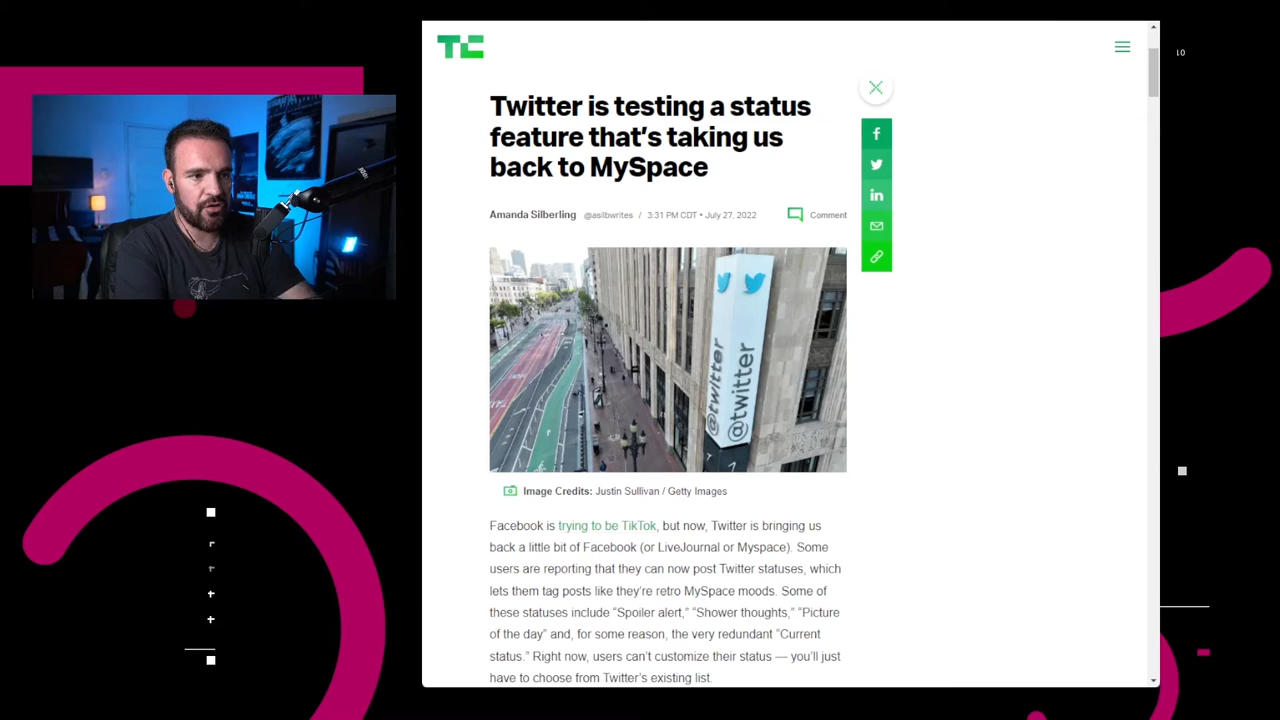 TC
Twitter is testing a status
feature that's taking us
back to MySpace
Amanda Silberling @asilbwrites / 3:31 PM CDT • July 27, 2022 Comment
@twitter
@twitter
Image Credits: Justin Sullivan / Getty Images
Facebook is trying to be TikTok, but now, Twitter is bringing us
back a little bit of Facebook (or LiveJournal or Myspace). Some
users are reporting that they can now post Twitter statuses, which
lets them tag posts like they're retro MySpace moods. Some of
these statuses include “Spoiler alert,” “Shower thoughts,” “Picture
of the day” and, for some reason, the very redundant “Current
status.” Right now, users can't customize their status — you'll just
have to choose from Twitter's existing list.